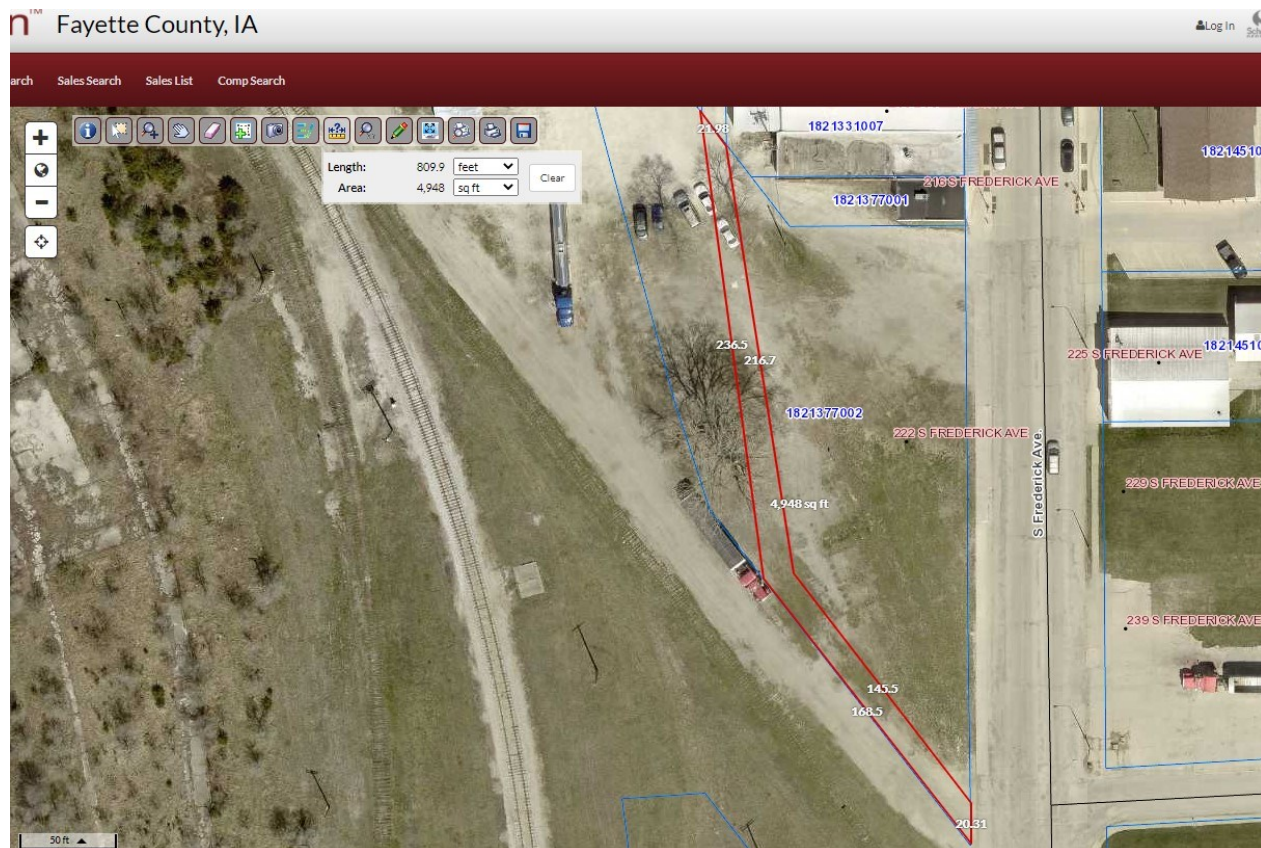 n™ Fayette County, IA
Log In
arch Sales Search Sales List Comp Search
Length: 809.9 feet
Area: 4,948 sq ft
Clear
21.98
1821331007
18214510
216 S FREDERICK AVE
1821377001
236.5
216.7
225 S FREDERICK AVE
18214510
1821377002
222 S FREDERICK AVE
S Frederick Ave.
229 S FREDERICK AVE
4,948 sq ft
239 S FREDERICK AVE
145.5
168.5
20.31
50 ft